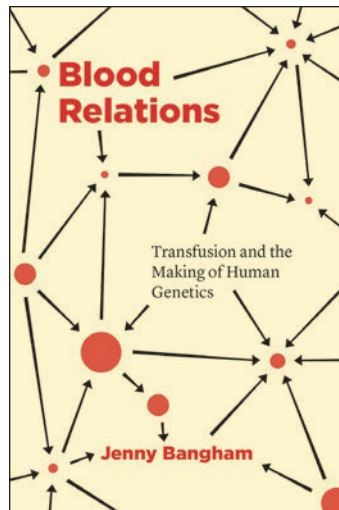 Blood
Relations
Transfusion and the
Making of Human
Genetics
Jenny Bangham